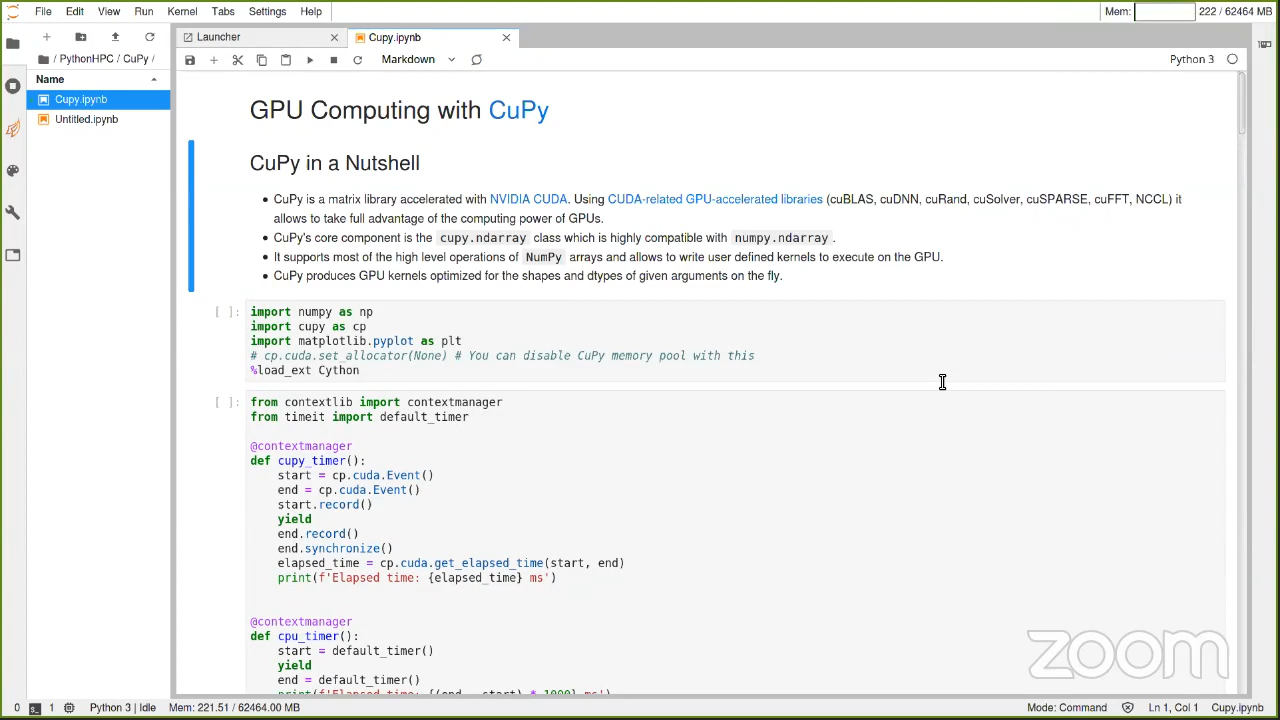 File Edit View Run Kernel Tabs Settings Help
Mem: 222 / 62464 MB
Launcher
Cupy.ipynb
/ PythonHPC / CuPy /
Markdown
Python 3
Name
Cupy.ipynb
Untitled.ipynb
GPU Computing with CuPy
CuPy in a Nutshell
• CuPy is a matrix library accelerated with NVIDIA CUDA. Using CUDA-related GPU-accelerated libraries (cuBLAS, cuDNN, cuRand, cuSolver, cuSPARSE, cuFFT, NCCL) it
allows to take full advantage of the computing power of GPUs.
• CuPy's core component is the cupy.ndarray class which is highly compatible with numpy.ndarray.
• It supports most of the high level operations of NumPy arrays and allows to write user defined kernels to execute on the GPU.
• CuPy produces GPU kernels optimized for the shapes and dtypes of given arguments on the fly.
[ ]: import numpy as np
import cupy as cp
import matplotlib.pyplot as plt
# cp.cuda.set_allocator(None) # You can disable CuPy memory pool with this
%load_ext Cython
[ ]: from contextlib import contextmanager
from timeit import default_timer
@contextmanager
def cupy_timer():
    start = cp.cuda.Event()
    end = cp.cuda.Event()
    start.record()
    yield
    end.record()
    end.synchronize()
    elapsed_time = cp.cuda.get_elapsed_time(start, end)
    print(f'Elapsed time: {elapsed_time} ms')
@contextmanager
def cpu_timer():
    start = default_timer()
    yield
    end = default_timer()
    print(f'Elapsed time: {(end - start) * 1000} ms')
zoom
0 1 Python 3 | Idle Mem: 221.51 / 62464.00 MB
Mode: Command Ln 1, Col 1 Cupy.ipynb